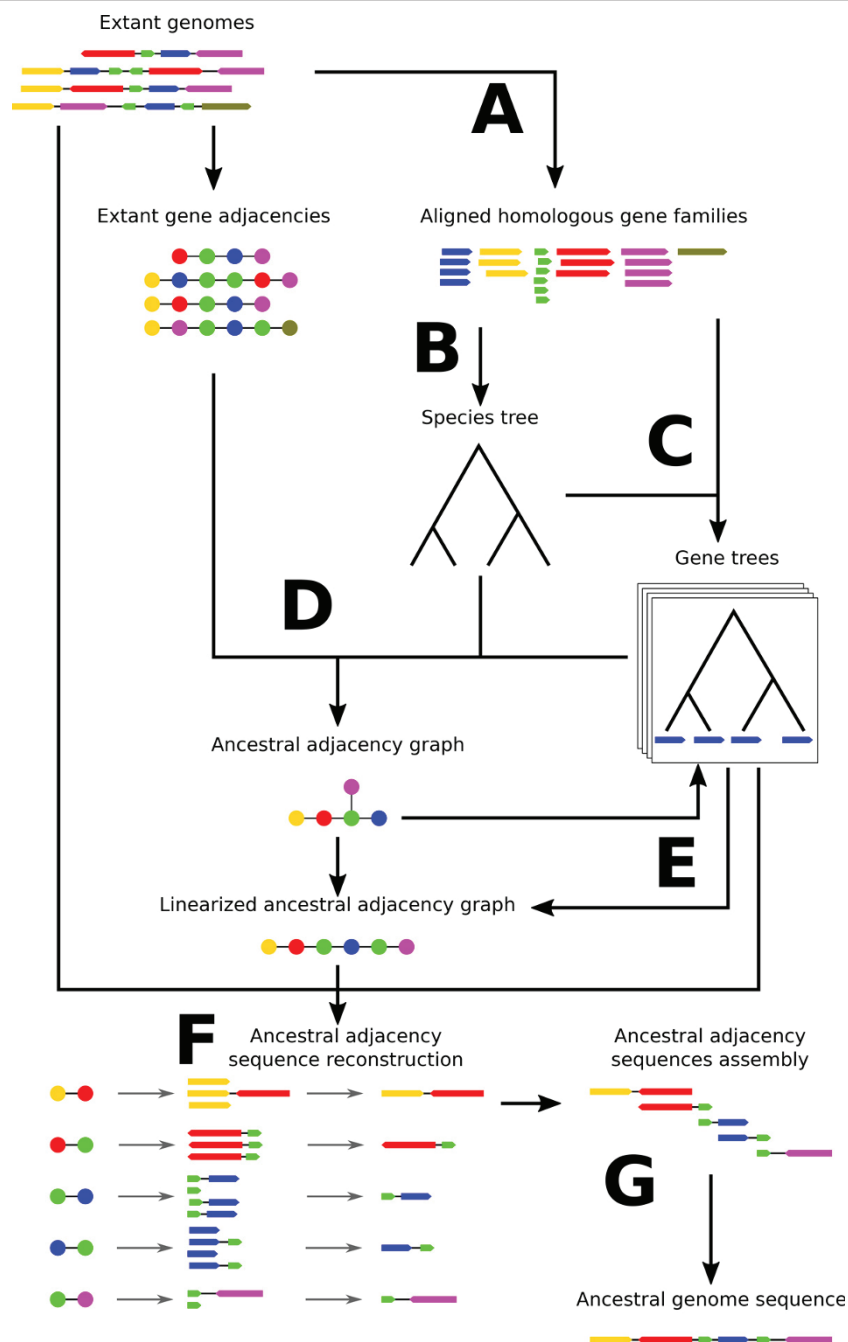 Extant genomes
A
Extant gene adjacencies
Aligned homologous gene families
B
Species tree
C
Gene trees
D
Ancestral adjacency graph
E
Linearized ancestral adjacency graph
F
Ancestral adjacency
sequence reconstruction
Ancestral adjacency
sequences assembly
G
Ancestral genome sequence